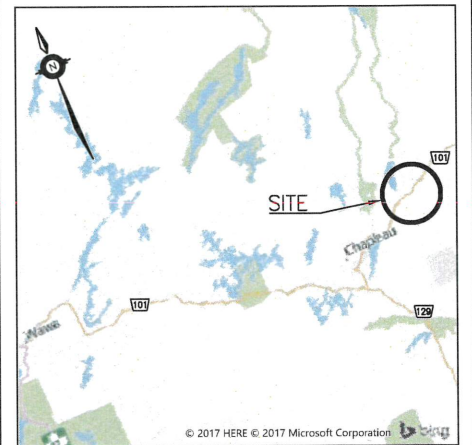 N
101
SITE
Chapleau
101
129
Wawa
© 2017 HERE © 2017 Microsoft Corporation
bing